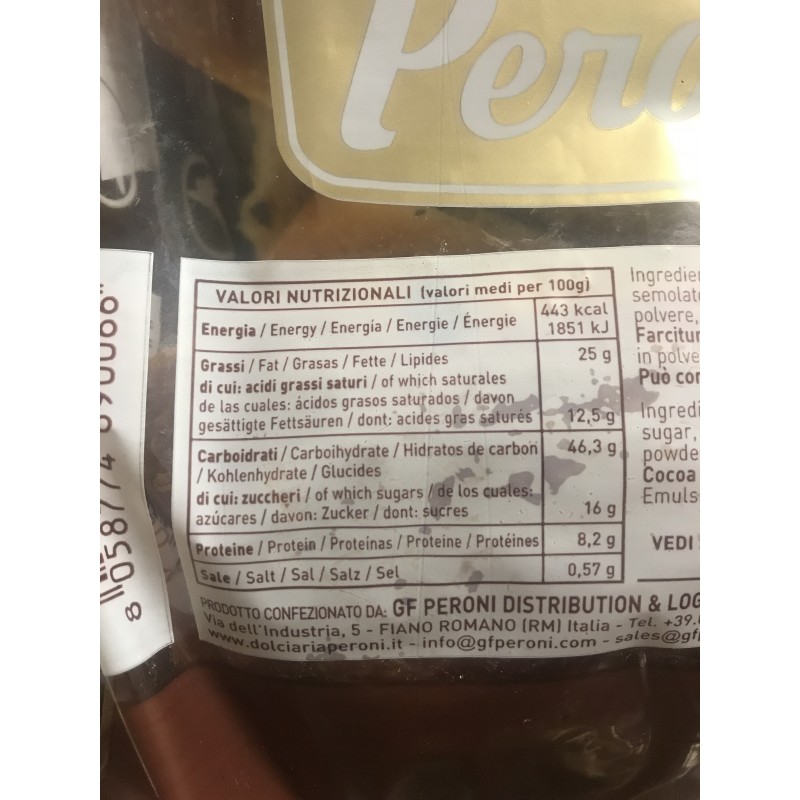 Pero
VALORI NUTRIZIONALI (valori medi per 100g)
Energia / Energy / Energía / Energie / Énergie
443 kcal
1851 kJ
Grassi / Fat / Grasas / Fette / Lipides
25 g
di cui: acidi grassi saturi / of which saturales
de las cuales: ácidos grasos saturados / davon
gesättigte Fettsäuren / dont: acides gras saturés
12,5 g
Carboidrati / Carboihydrate / Hidratos de carbon
46,3 g
/ Kohlenhydrate / Glucides
di cui: zuccheri / of which sugars / de los cuales:
azúcares / davon: Zucker / dont: sucres
16 g
Proteine / Protein / Proteínas / Proteine / Protéines
8,2 g
Sale / Salt / Sal / Salz / Sel
0,57 g
PRODOTTO CONFEZIONATO DA: GF PERONI DISTRIBUTION & LOG
Via dell'Industria, 5 - FIANO ROMANO (RM) Italia - Tel. +39.
www.dolciariaperoni.it - info@gfperoni.com - sales@gf
Ingredie
semolat
polvere,
Farcitur
in polve
Può con
Ingredi
sugar,
powde
Cocoa
Emuls
VEDI